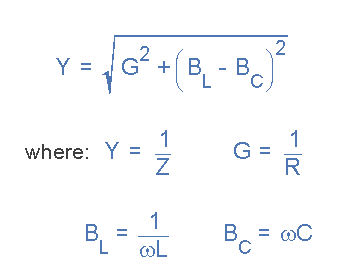 Y = √(G² + (B_L - B_C)²)
where: Y = 1/Z G = 1/R
B_L = 1/ωL B_C = ωC